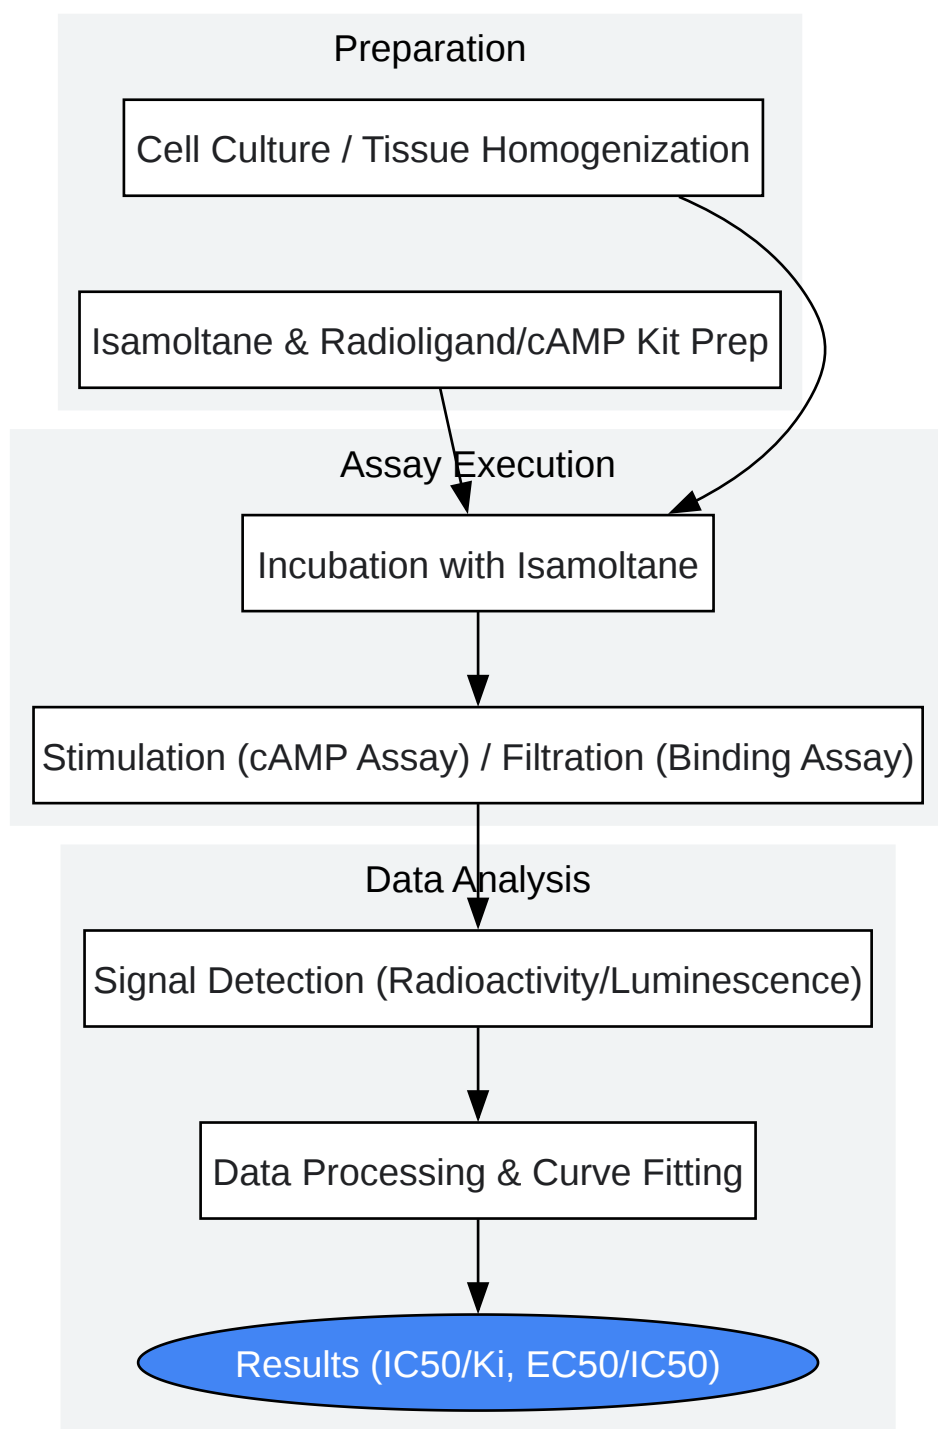 Preparation
Cell Culture / Tissue Homogenization
Isamoltane & Radioligand/cAMP Kit Prep
Assay Execution
Incubation with Isamoltane
Stimulation (cAMP Assay) / Filtration (Binding Assay)
Data Analysis
Signal Detection (Radioactivity/Luminescence)
Data Processing & Curve Fitting
Results (IC50/Ki, EC50/IC50)